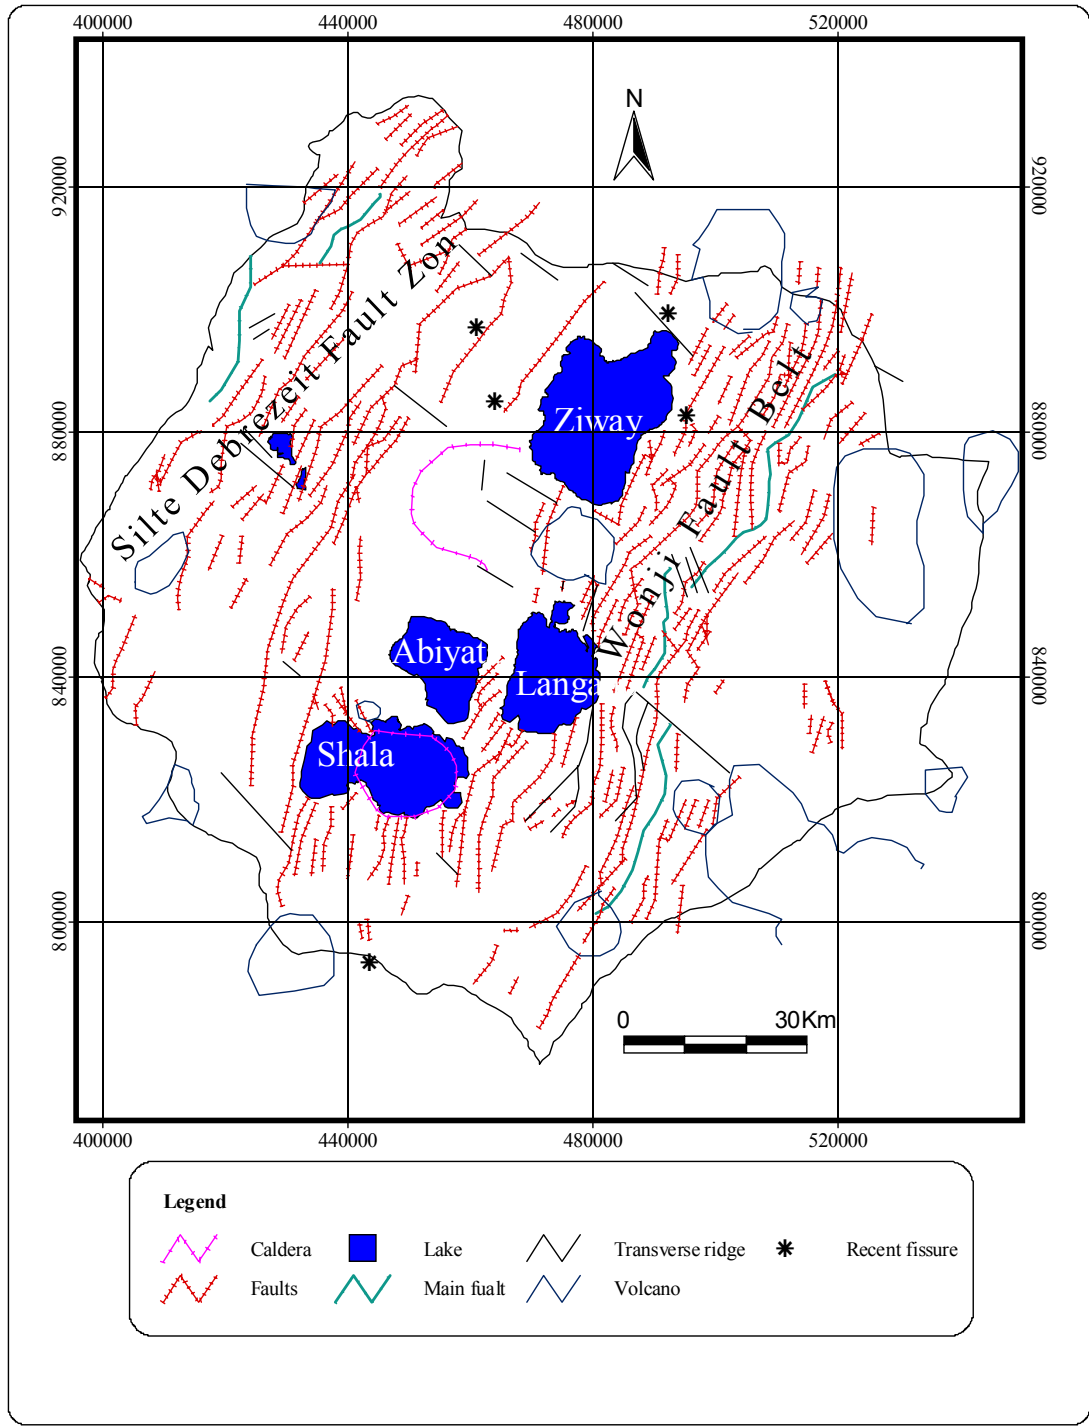 400000 440000 480000 520000
N
920000 920000
Silte Debrezeit Fault Zon
Wonji Fault Belt
Ziway
880000 880000
Abiyat
Langa
840000 840000
Shala
800000 800000
0 30Km
400000 440000 480000 520000
Legend
Caldera Lake Transverse ridge Recent fissure
Faults Main fualt Volcano